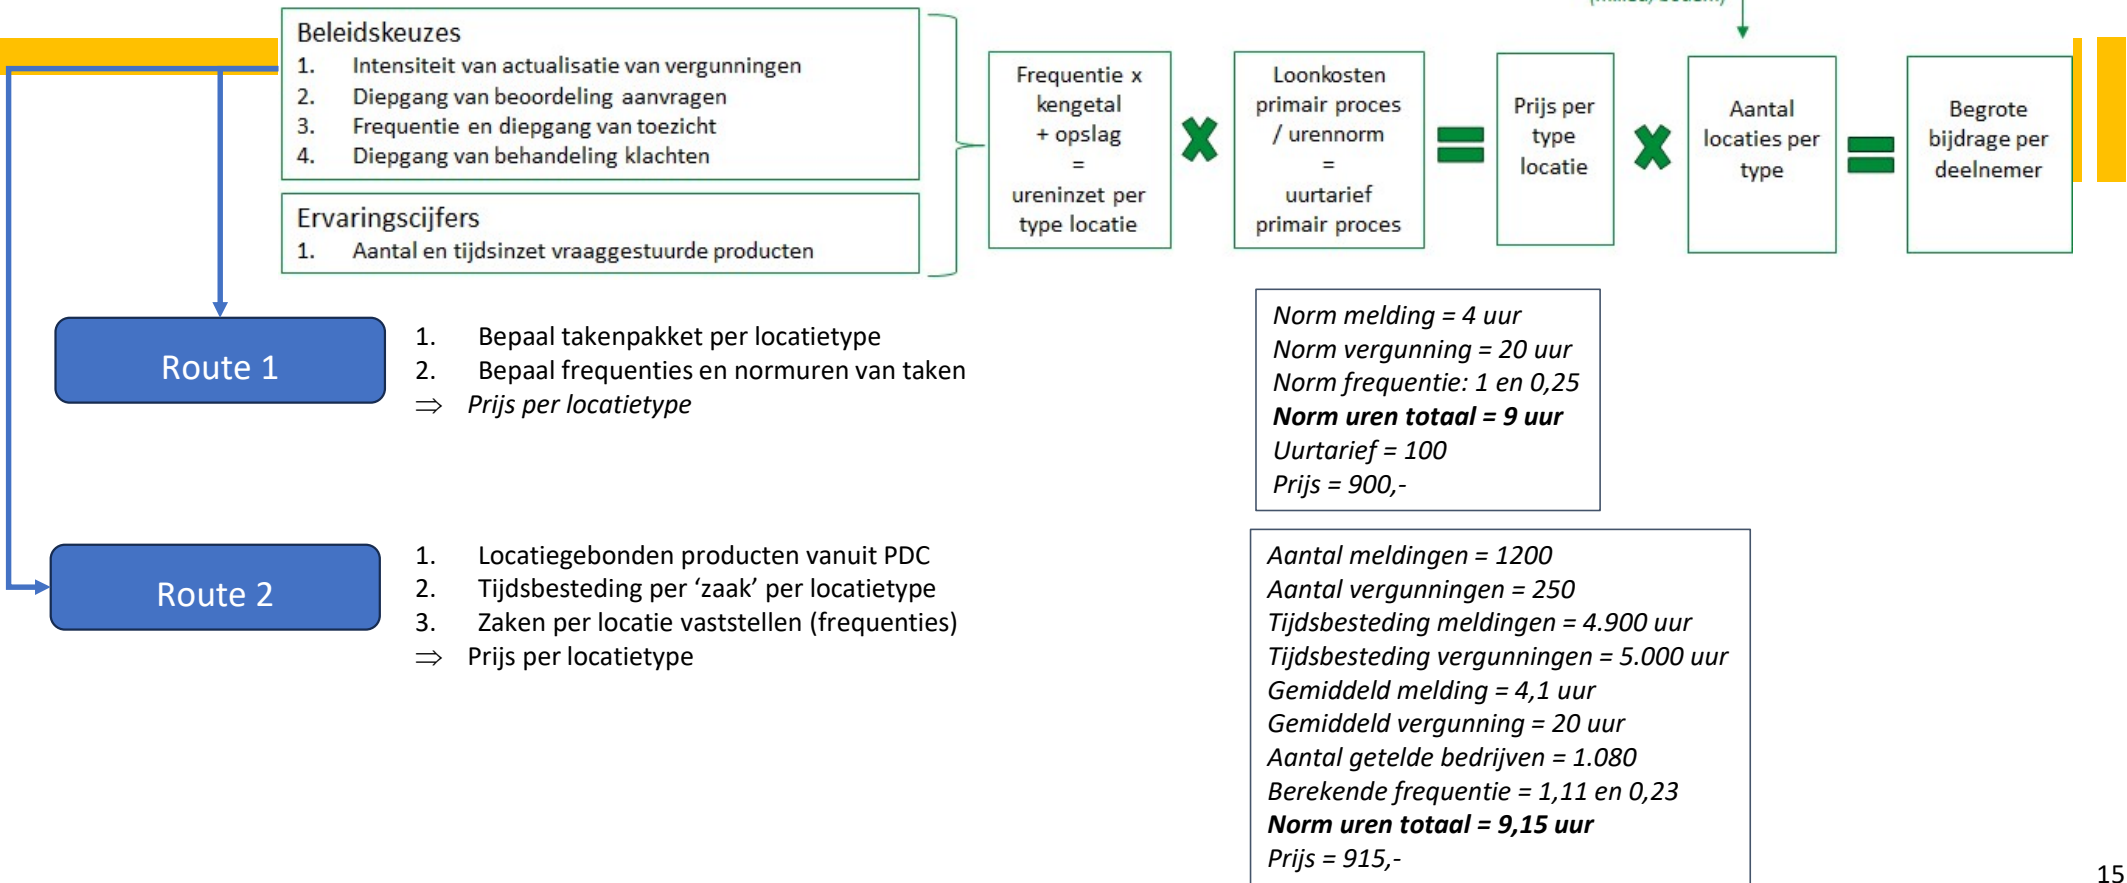 (milieu/bodem)
Beleidskeuzes
1. Intensiteit van actualisatie van vergunningen
2. Diepgang van beoordeling aanvragen
3. Frequentie en diepgang van toezicht
4. Diepgang van behandeling klachten
Ervaringscijfers
1. Aantal en tijdsinzet vraaggestuurde producten
Frequentie x
kengetal
+ opslag
=
ureninzet per
type locatie
Loonkosten
primair proces
/ urennorm
=
uurtarief
primair proces
Prijs per
type
locatie
Aantal
locaties per
type
Begrote
bijdrage per
deelnemer
Route 1
1. Bepaal takenpakket per locatietype
2. Bepaal frequenties en normuren van taken
⇒ Prijs per locatietype
Norm melding = 4 uur
Norm vergunning = 20 uur
Norm frequentie: 1 en 0,25
Norm uren totaal = 9 uur
Uurtarief = 100
Prijs = 900,-
Route 2
1. Locatiegebonden producten vanuit PDC
2. Tijdsbesteding per ‘zaak’ per locatietype
3. Zaken per locatie vaststellen (frequenties)
⇒ Prijs per locatietype
Aantal meldingen = 1200
Aantal vergunningen = 250
Tijdsbesteding meldingen = 4.900 uur
Tijdsbesteding vergunningen = 5.000 uur
Gemiddeld melding = 4,1 uur
Gemiddeld vergunning = 20 uur
Aantal getelde bedrijven = 1.080
Berekende frequentie = 1,11 en 0,23
Norm uren totaal = 9,15 uur
Prijs = 915,-
15